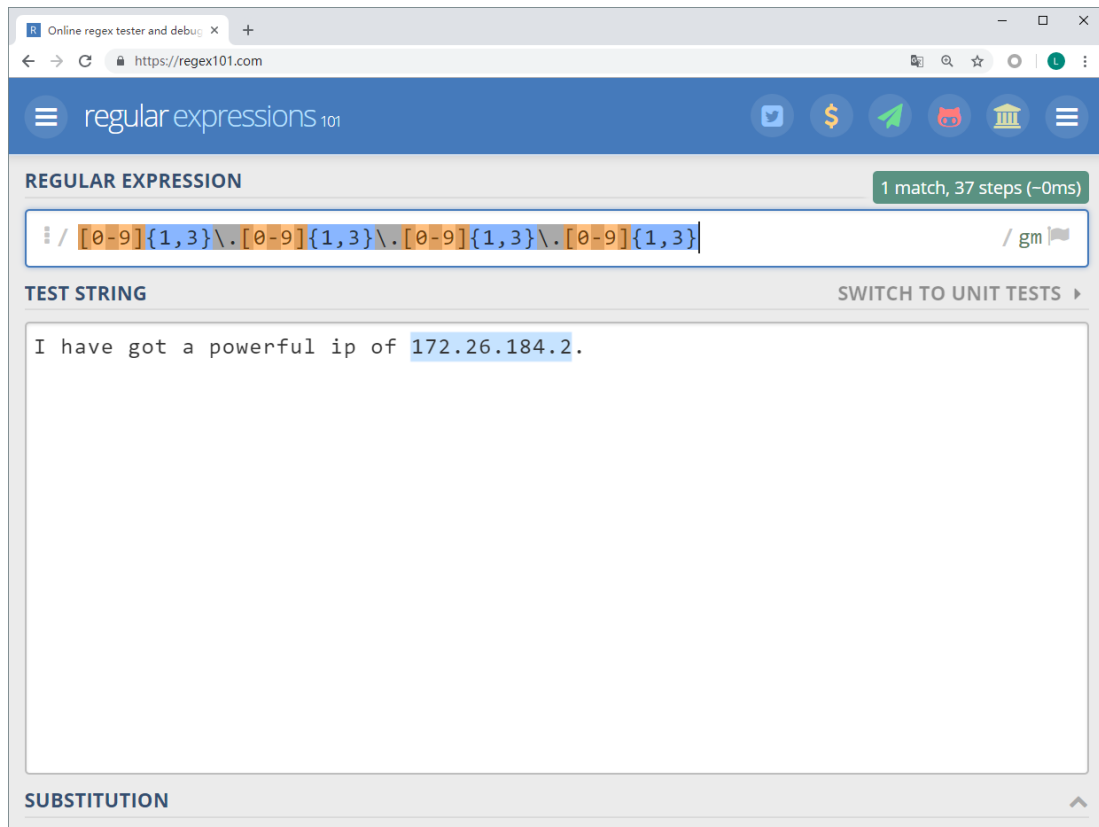 R Online regex tester and debug
https://regex101.com
L
regular expressions 101
REGULAR EXPRESSION
1 match, 37 steps (~0ms)
/ [0-9]{1,3}\.[0-9]{1,3}\.[0-9]{1,3}\.[0-9]{1,3} / gm
TEST STRING SWITCH TO UNIT TESTS
I have got a powerful ip of 172.26.184.2.
SUBSTITUTION